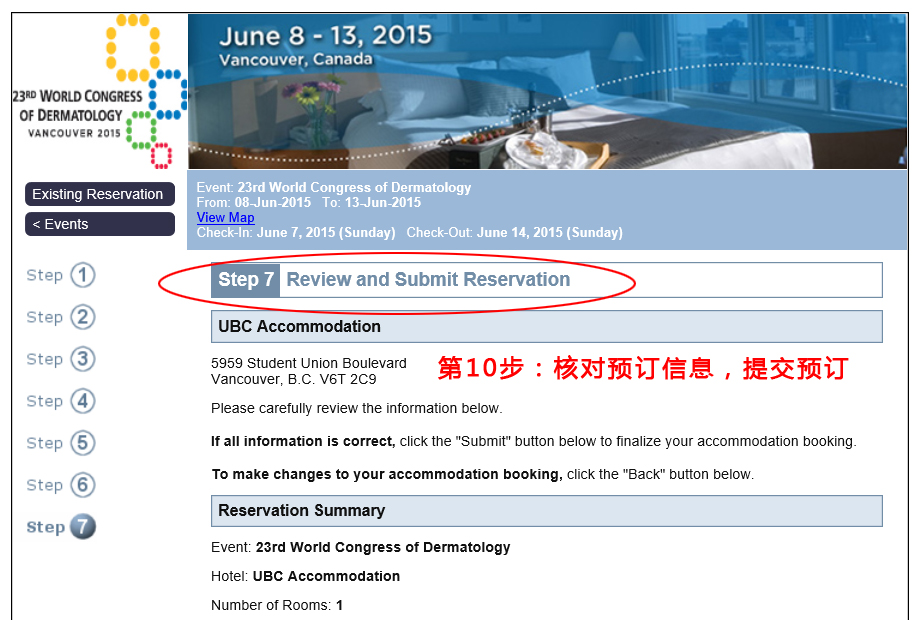 June 8 - 13, 2015
Vancouver, Canada
23RD WORLD CONGRESS
OF DERMATOLOGY
VANCOUVER 2015
Existing Reservation
< Events
Event: 23rd World Congress of Dermatology
From: 08-Jun-2015 To: 13-Jun-2015
View Map
Check-In: June 7, 2015 (Sunday) Check-Out: June 14, 2015 (Sunday)
Step 1
Step 2
Step 3
Step 4
Step 5
Step 6
Step 7
Step 7 Review and Submit Reservation
UBC Accommodation
5959 Student Union Boulevard
Vancouver, B.C. V6T 2C9
第10步：核对预订信息，提交预订
Please carefully review the information below.
If all information is correct, click the "Submit" button below to finalize your accommodation booking.
To make changes to your accommodation booking, click the "Back" button below.
Reservation Summary
Event: 23rd World Congress of Dermatology
Hotel: UBC Accommodation
Number of Rooms: 1